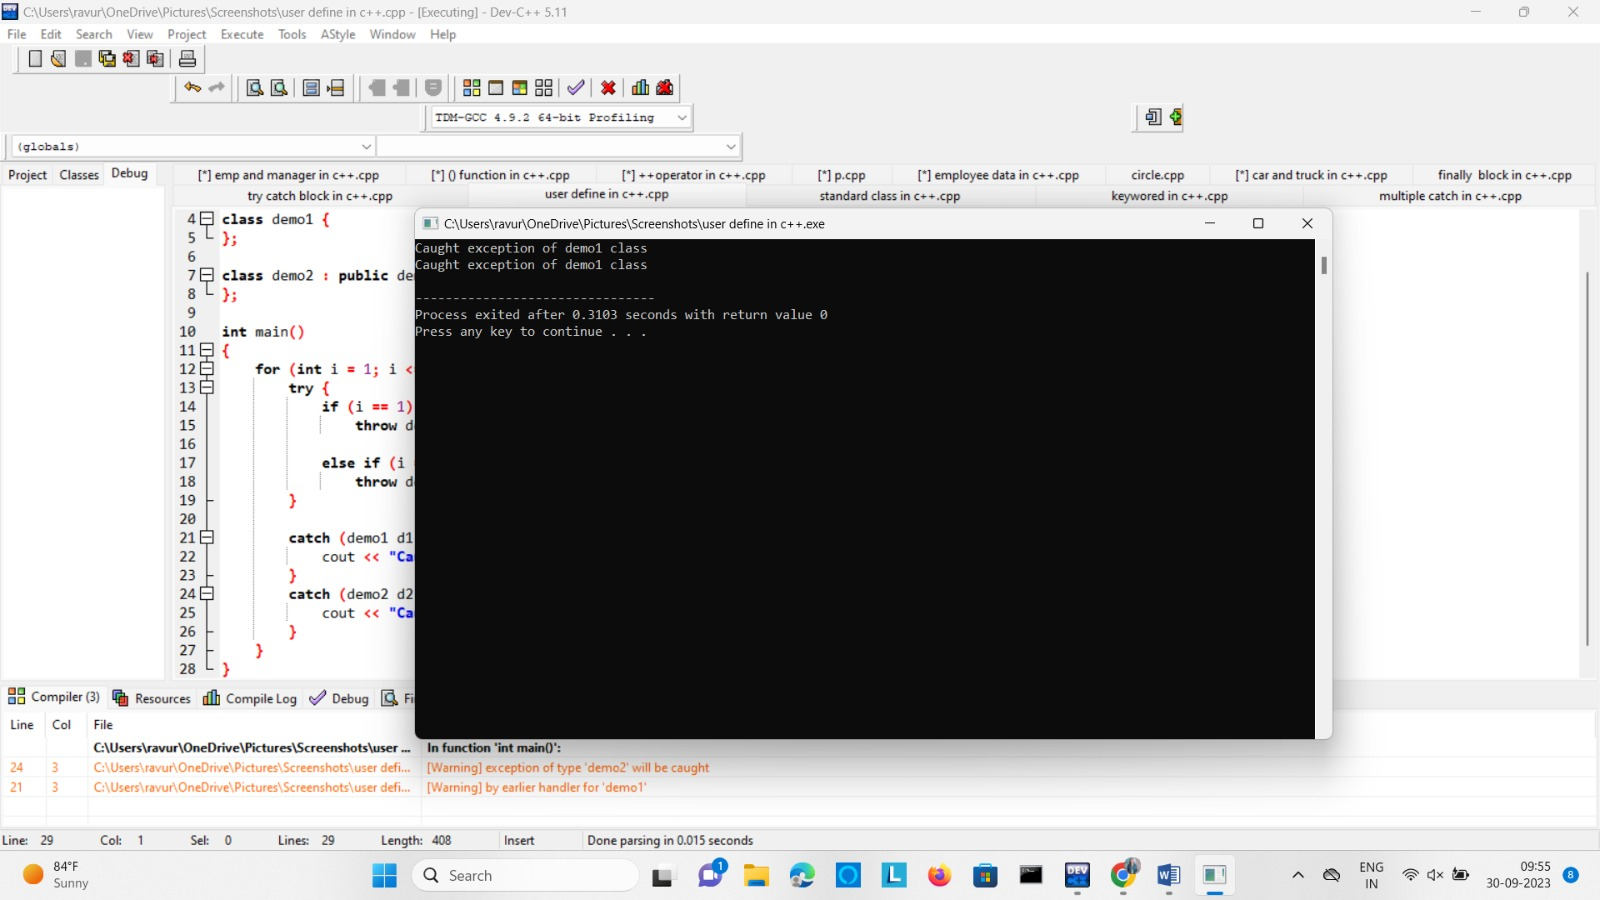 C:\Users\ravur\OneDrive\Pictures\Screenshots\user define in c++.cpp - [Executing] - Dev-C++ 5.11
File Edit Search View Project Execute Tools AStyle Window Help
TDM-GCC 4.9.2 64-bit Profiling
(globals)
Project Classes Debug
[*] emp and manager in c++.cpp [*] () function in c++.cpp [*] ++operator in c++.cpp [*] p.cpp [*] employee data in c++.cpp circle.cpp [*] car and truck in c++.cpp finally block in c++.cpp
try catch block in c++.cpp user define in c++.cpp standard class in c++.cpp keywored in c++.cpp multiple catch in c++.cpp
4 class demo1 {
5 };
6
7 class demo2 : public de
8 };
9
10 int main()
11 {
12 for (int i = 1; i <
13 try {
14 if (i == 1)
15 throw d
16
17 else if (i
18 throw d
19 }
20
21 catch (demo1 d1
22 cout << "Ca
23 }
24 catch (demo2 d2
25 cout << "Ca
26 }
27 }
28 }
C:\Users\ravur\OneDrive\Pictures\Screenshots\user define in c++.exe
Caught exception of demo1 class
Caught exception of demo1 class
--------------------------------
Process exited after 0.3103 seconds with return value 0
Press any key to continue . . .
Compiler (3) Resources Compile Log Debug Fi
Line Col File
C:\Users\ravur\OneDrive\Pictures\Screenshots\user ... In function 'int main()':
24 3 C:\Users\ravur\OneDrive\Pictures\Screenshots\user defi... [Warning] exception of type 'demo2' will be caught
21 3 C:\Users\ravur\OneDrive\Pictures\Screenshots\user defi... [Warning] by earlier handler for 'demo1'
Line: 29 Col: 1 Sel: 0 Lines: 29 Length: 408 Insert Done parsing in 0.015 seconds
84°F
Sunny
Search
1
L
DEV
W
ENG
IN
09:55
30-09-2023
8